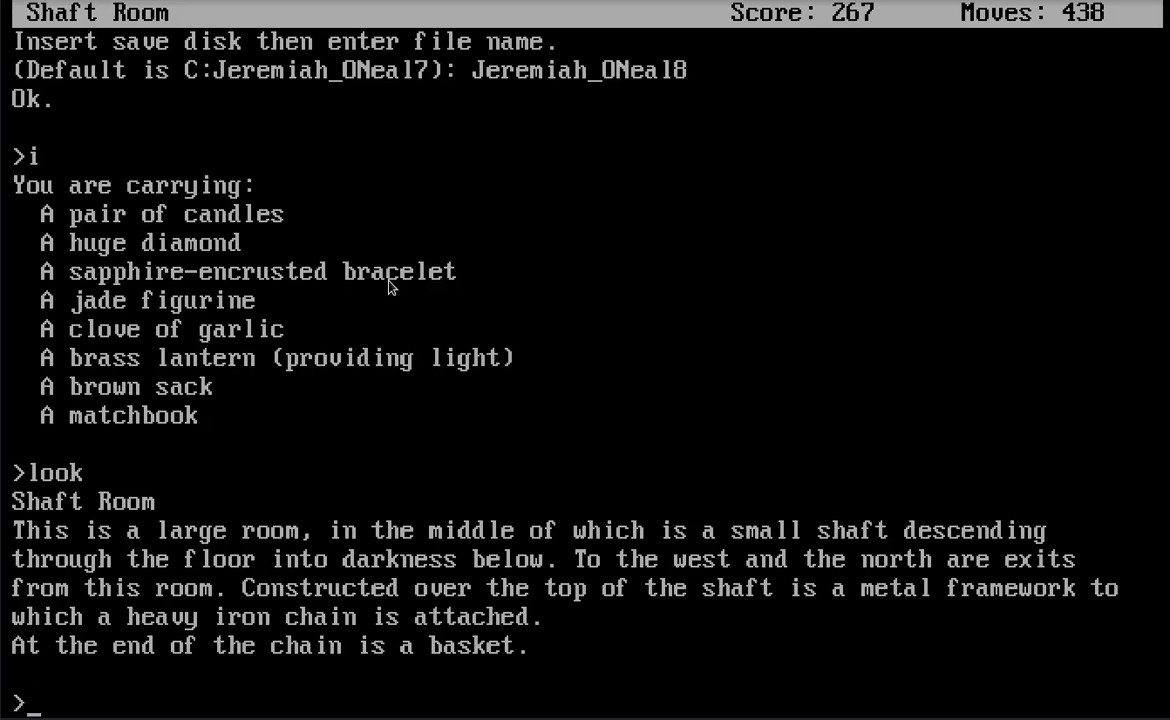 Shaft Room Score: 267 Moves: 438
Insert save disk then enter file name.
(Default is C:Jeremiah_ONeal7): Jeremiah_ONeal8
Ok.
>i
You are carrying:
A pair of candles
A huge diamond
A sapphire-encrusted bracelet
A jade figurine
A clove of garlic
A brass lantern (providing light)
A brown sack
A matchbook
>look
Shaft Room
This is a large room, in the middle of which is a small shaft descending
through the floor into darkness below. To the west and the north are exits
from this room. Constructed over the top of the shaft is a metal framework to
which a heavy iron chain is attached.
At the end of the chain is a basket.
>_